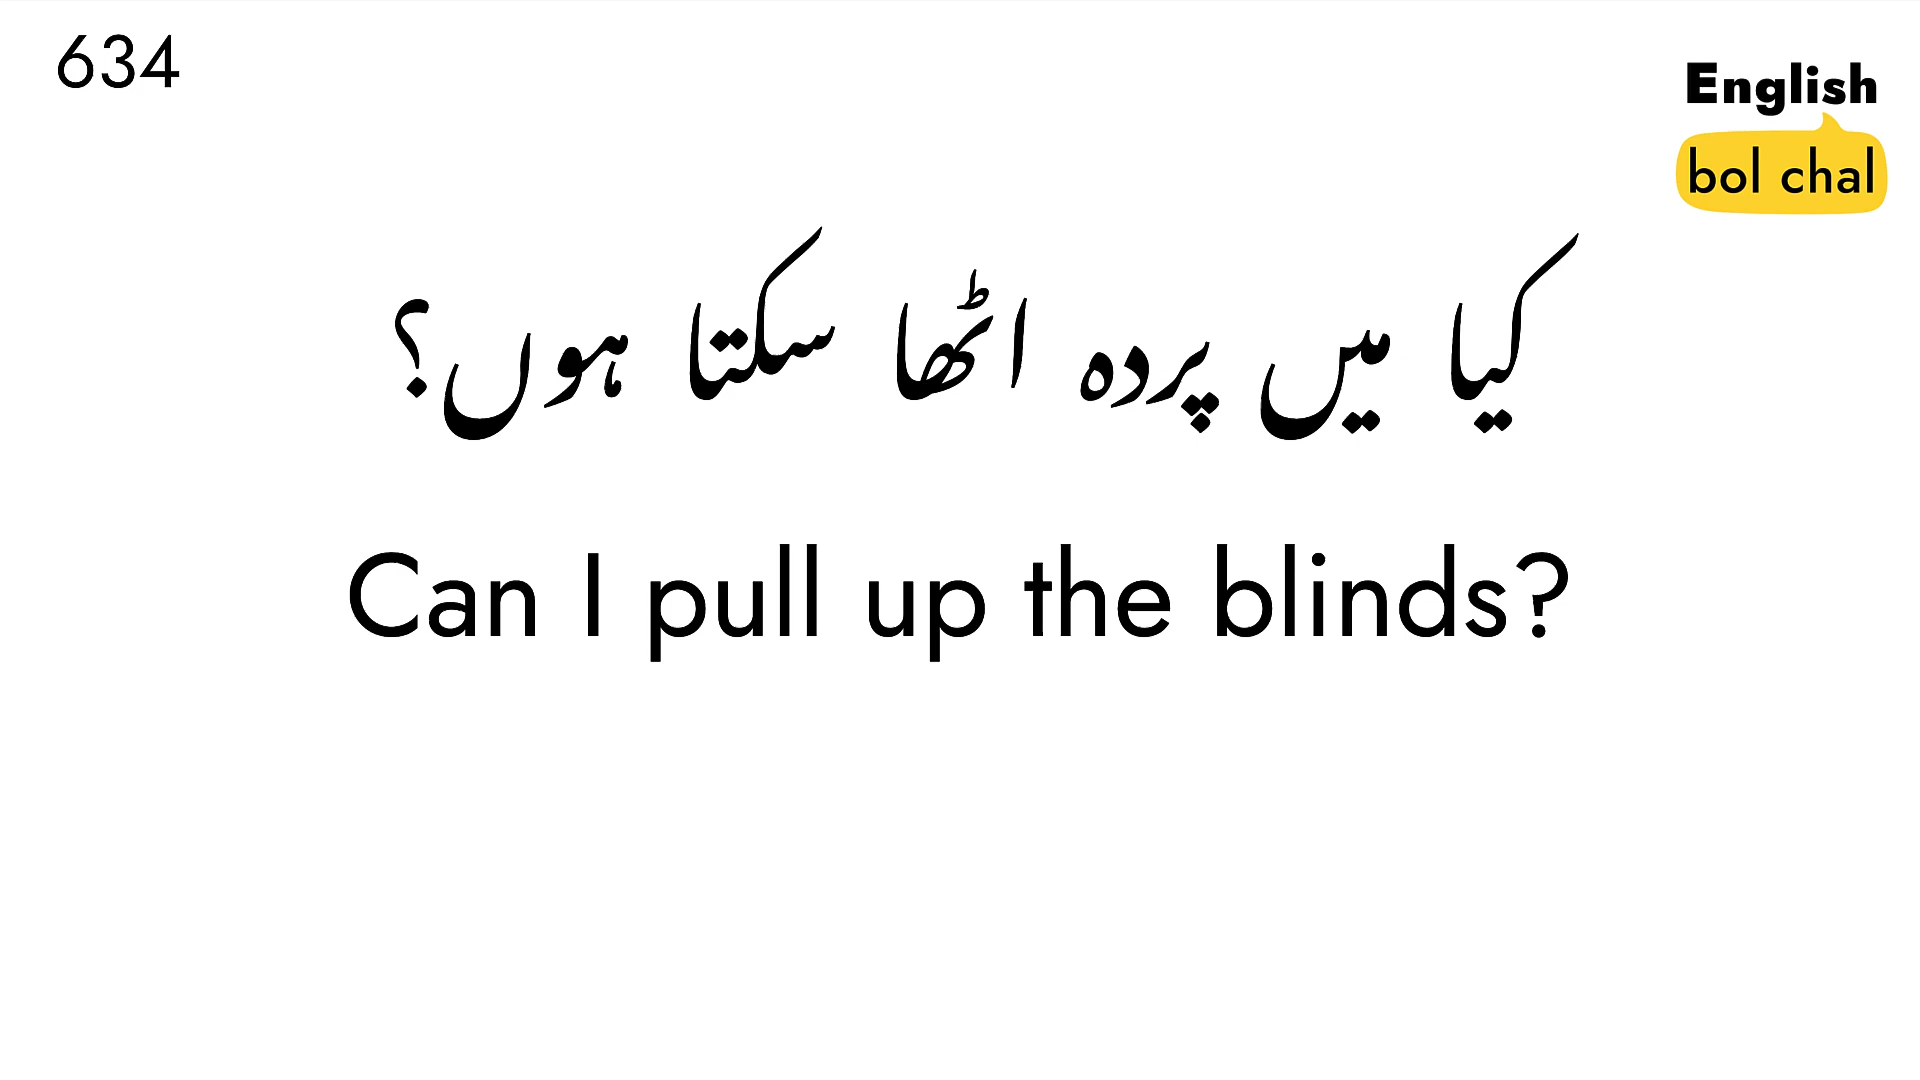 634
English
bol chal
کیا میں پردہ اٹھا سکتا ہوں؟
Can I pull up the blinds?